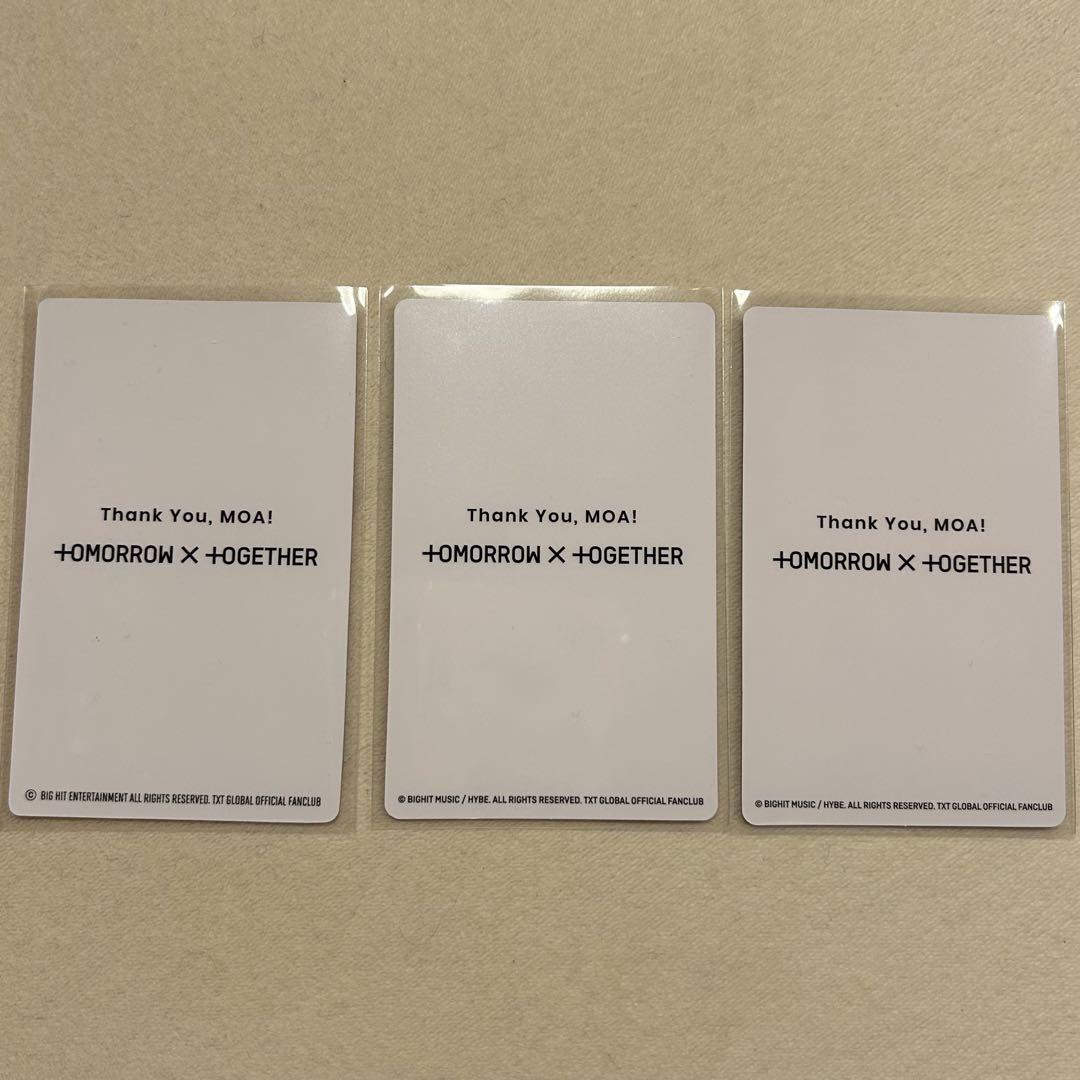 Thank You, MOA!
TOMORROW X TOGETHER
© BIG HIT ENTERTAINMENT ALL RIGHTS RESERVED. TXT GLOBAL OFFICIAL FANCLUB
Thank You, MOA!
TOMORROW X TOGETHER
© BIGHIT MUSIC / HYBE. ALL RIGHTS RESERVED. TXT GLOBAL OFFICIAL FANCLUB
Thank You, MOA!
TOMORROW X TOGETHER
© BIGHIT MUSIC / HYBE. ALL RIGHTS RESERVED. TXT GLOBAL OFFICIAL FANCLUB